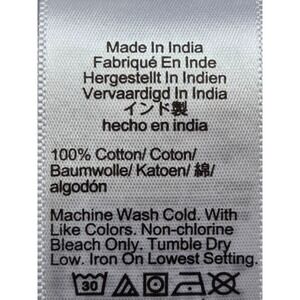 Made In India
Fabriqué En Inde
Hergestellt In Indien
Vervaardigd In India
インド製
hecho en india
100% Cotton/ Coton/
Baumwolle/ Katoen/ 綿/
algodón
Machine Wash Cold. With
Like Colors. Non-chlorine
Bleach Only. Tumble Dry
Low. Iron On Lowest Setting.
30